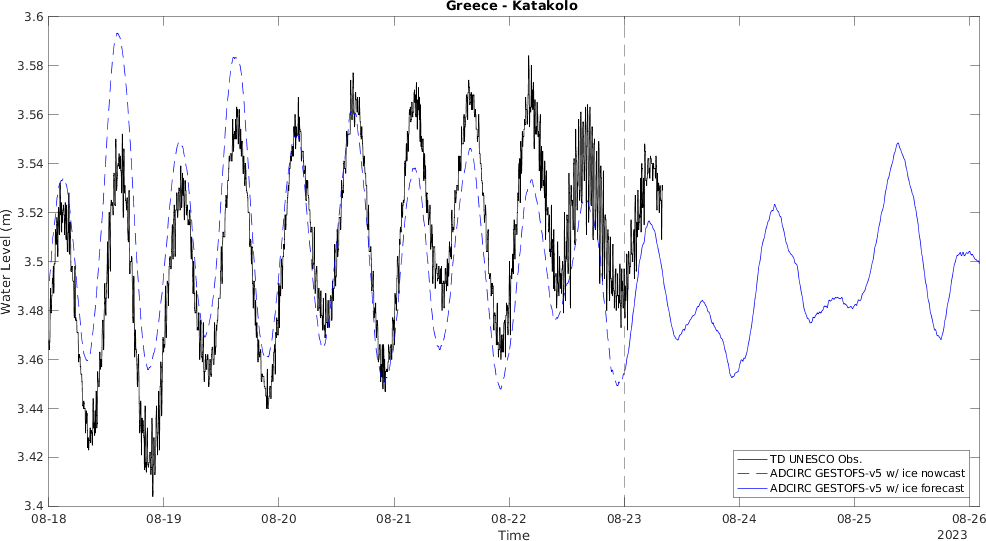 Greece - Katakolo
Water Level (m)
3.6
3.58
3.56
3.54
3.52
3.5
3.48
3.46
3.44
3.42
3.4
08-18 08-19 08-20 08-21 08-22 08-23 08-24 08-25 08-26
Time
2023
TD UNESCO Obs.
ADCIRC GESTOFS-v5 w/ ice nowcast
ADCIRC GESTOFS-v5 w/ ice forecast